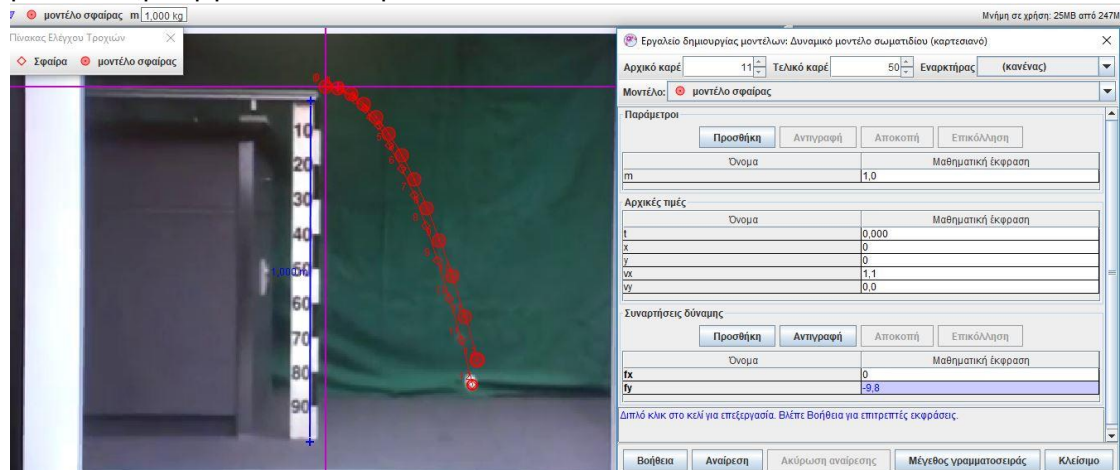 μοντέλο σφαίρας m 1,000 kg
Μνήμη σε χρήση: 25MB από 247M
Πίνακας Ελέγχου Τροχιών
Σφαίρα μοντέλο σφαίρας
10
20
30
40
1,000
60
70
80
90
Εργαλείο δημιουργίας μοντέλων: Δυναμικό μοντέλο σωματιδίου (καρτεσιανό)
Αρχικό καρέ 11 Τελικό καρέ 50 Εναρκτήρας (κανένας)
Μοντέλο: μοντέλο σφαίρας
Παράμετροι
Προσθήκη Αντιγραφή Αποκοπή Επικόλληση
Όνομα Μαθηματική έκφραση
m 1,0
Αρχικές τιμές
Όνομα Μαθηματική έκφραση
t 0,000
x 0
y 0
vx 1,1
vy 0,0
Συναρτήσεις δύναμης
Προσθήκη Αντιγραφή Αποκοπή Επικόλληση
Όνομα Μαθηματική έκφραση
fx 0
fy -9,8
Διπλό κλικ στο κελί για επεξεργασία. Βλέπε Βοήθεια για επιτρεπτές εκφράσεις.
Βοήθεια Αναίρεση Ακύρωση αναίρεσης Μέγεθος γραμματοσειράς Κλείσιμο